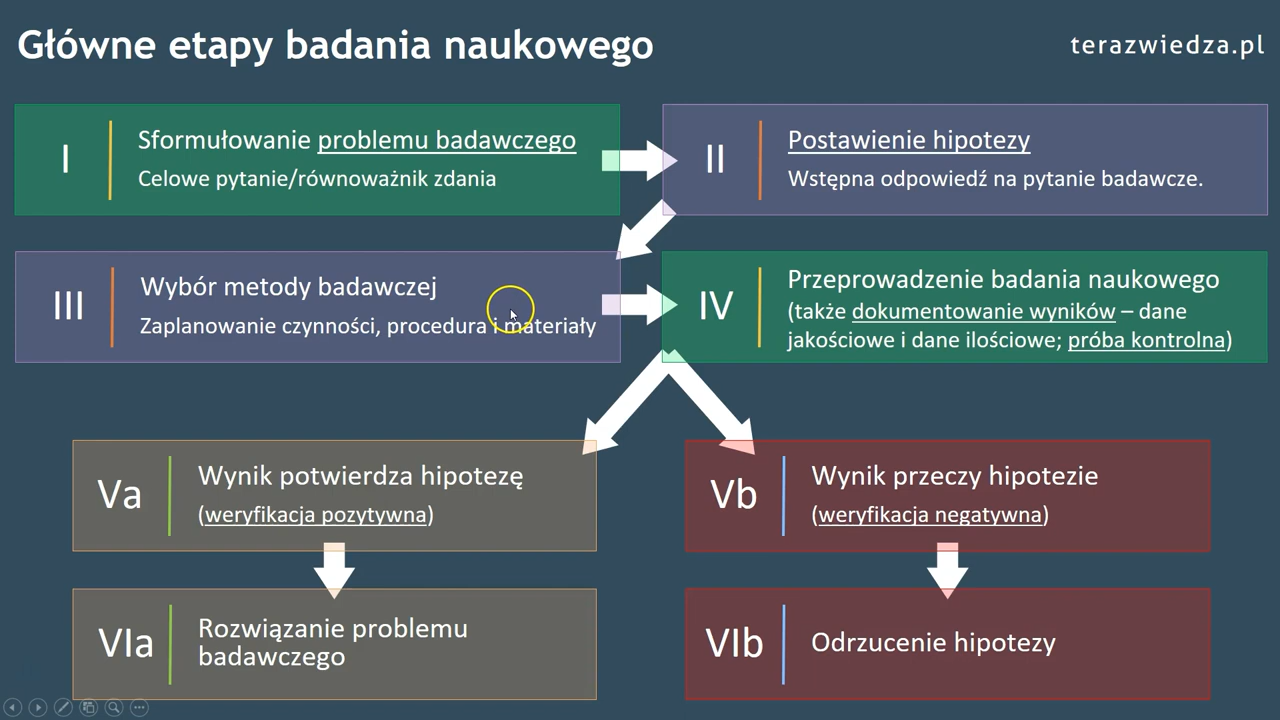 Główne etapy badania naukowego
terazwiedza.pl
I
Sformułowanie problemu badawczego
Celowe pytanie/równoważnik zdania
II
Postawienie hipotezy
Wstępna odpowiedź na pytanie badawcze.
III
Wybór metody badawczej
Zaplanowanie czynności, procedura i materiały
IV
Przeprowadzenie badania naukowego
(także dokumentowanie wyników – dane
jakościowe i dane ilościowe; próba kontrolna)
Va
Wynik potwierdza hipotezę
(weryfikacja pozytywna)
Vb
Wynik przeczy hipotezie
(weryfikacja negatywna)
VIa
Rozwiązanie problemu
badawczego
VIb
Odrzucenie hipotezy